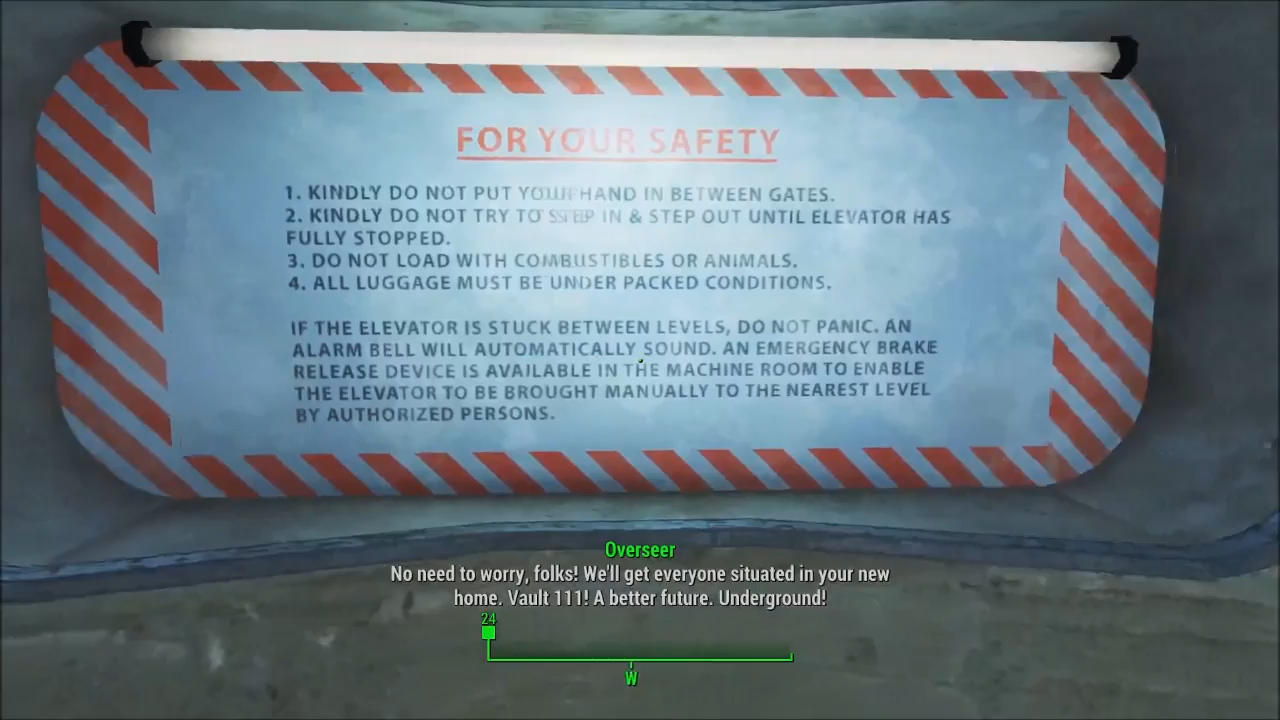 FOR YOUR SAFETY
1. KINDLY DO NOT PUT YOUR HAND IN BETWEEN GATES.
2. KINDLY DO NOT TRY TO STEP IN & STEP OUT UNTIL ELEVATOR HAS
FULLY STOPPED.
3. DO NOT LOAD WITH COMBUSTIBLES OR ANIMALS.
4. ALL LUGGAGE MUST BE UNDER PACKED CONDITIONS.
IF THE ELEVATOR IS STUCK BETWEEN LEVELS, DO NOT PANIC. AN
ALARM BELL WILL AUTOMATICALLY SOUND. AN EMERGENCY BRAKE
RELEASE DEVICE IS AVAILABLE IN THE MACHINE ROOM TO ENABLE
THE ELEVATOR TO BE BROUGHT MANUALLY TO THE NEAREST LEVEL
BY AUTHORIZED PERSONS.
Overseer
No need to worry, folks! We'll get everyone situated in your new
home. Vault 111! A better future. Underground!
24
W